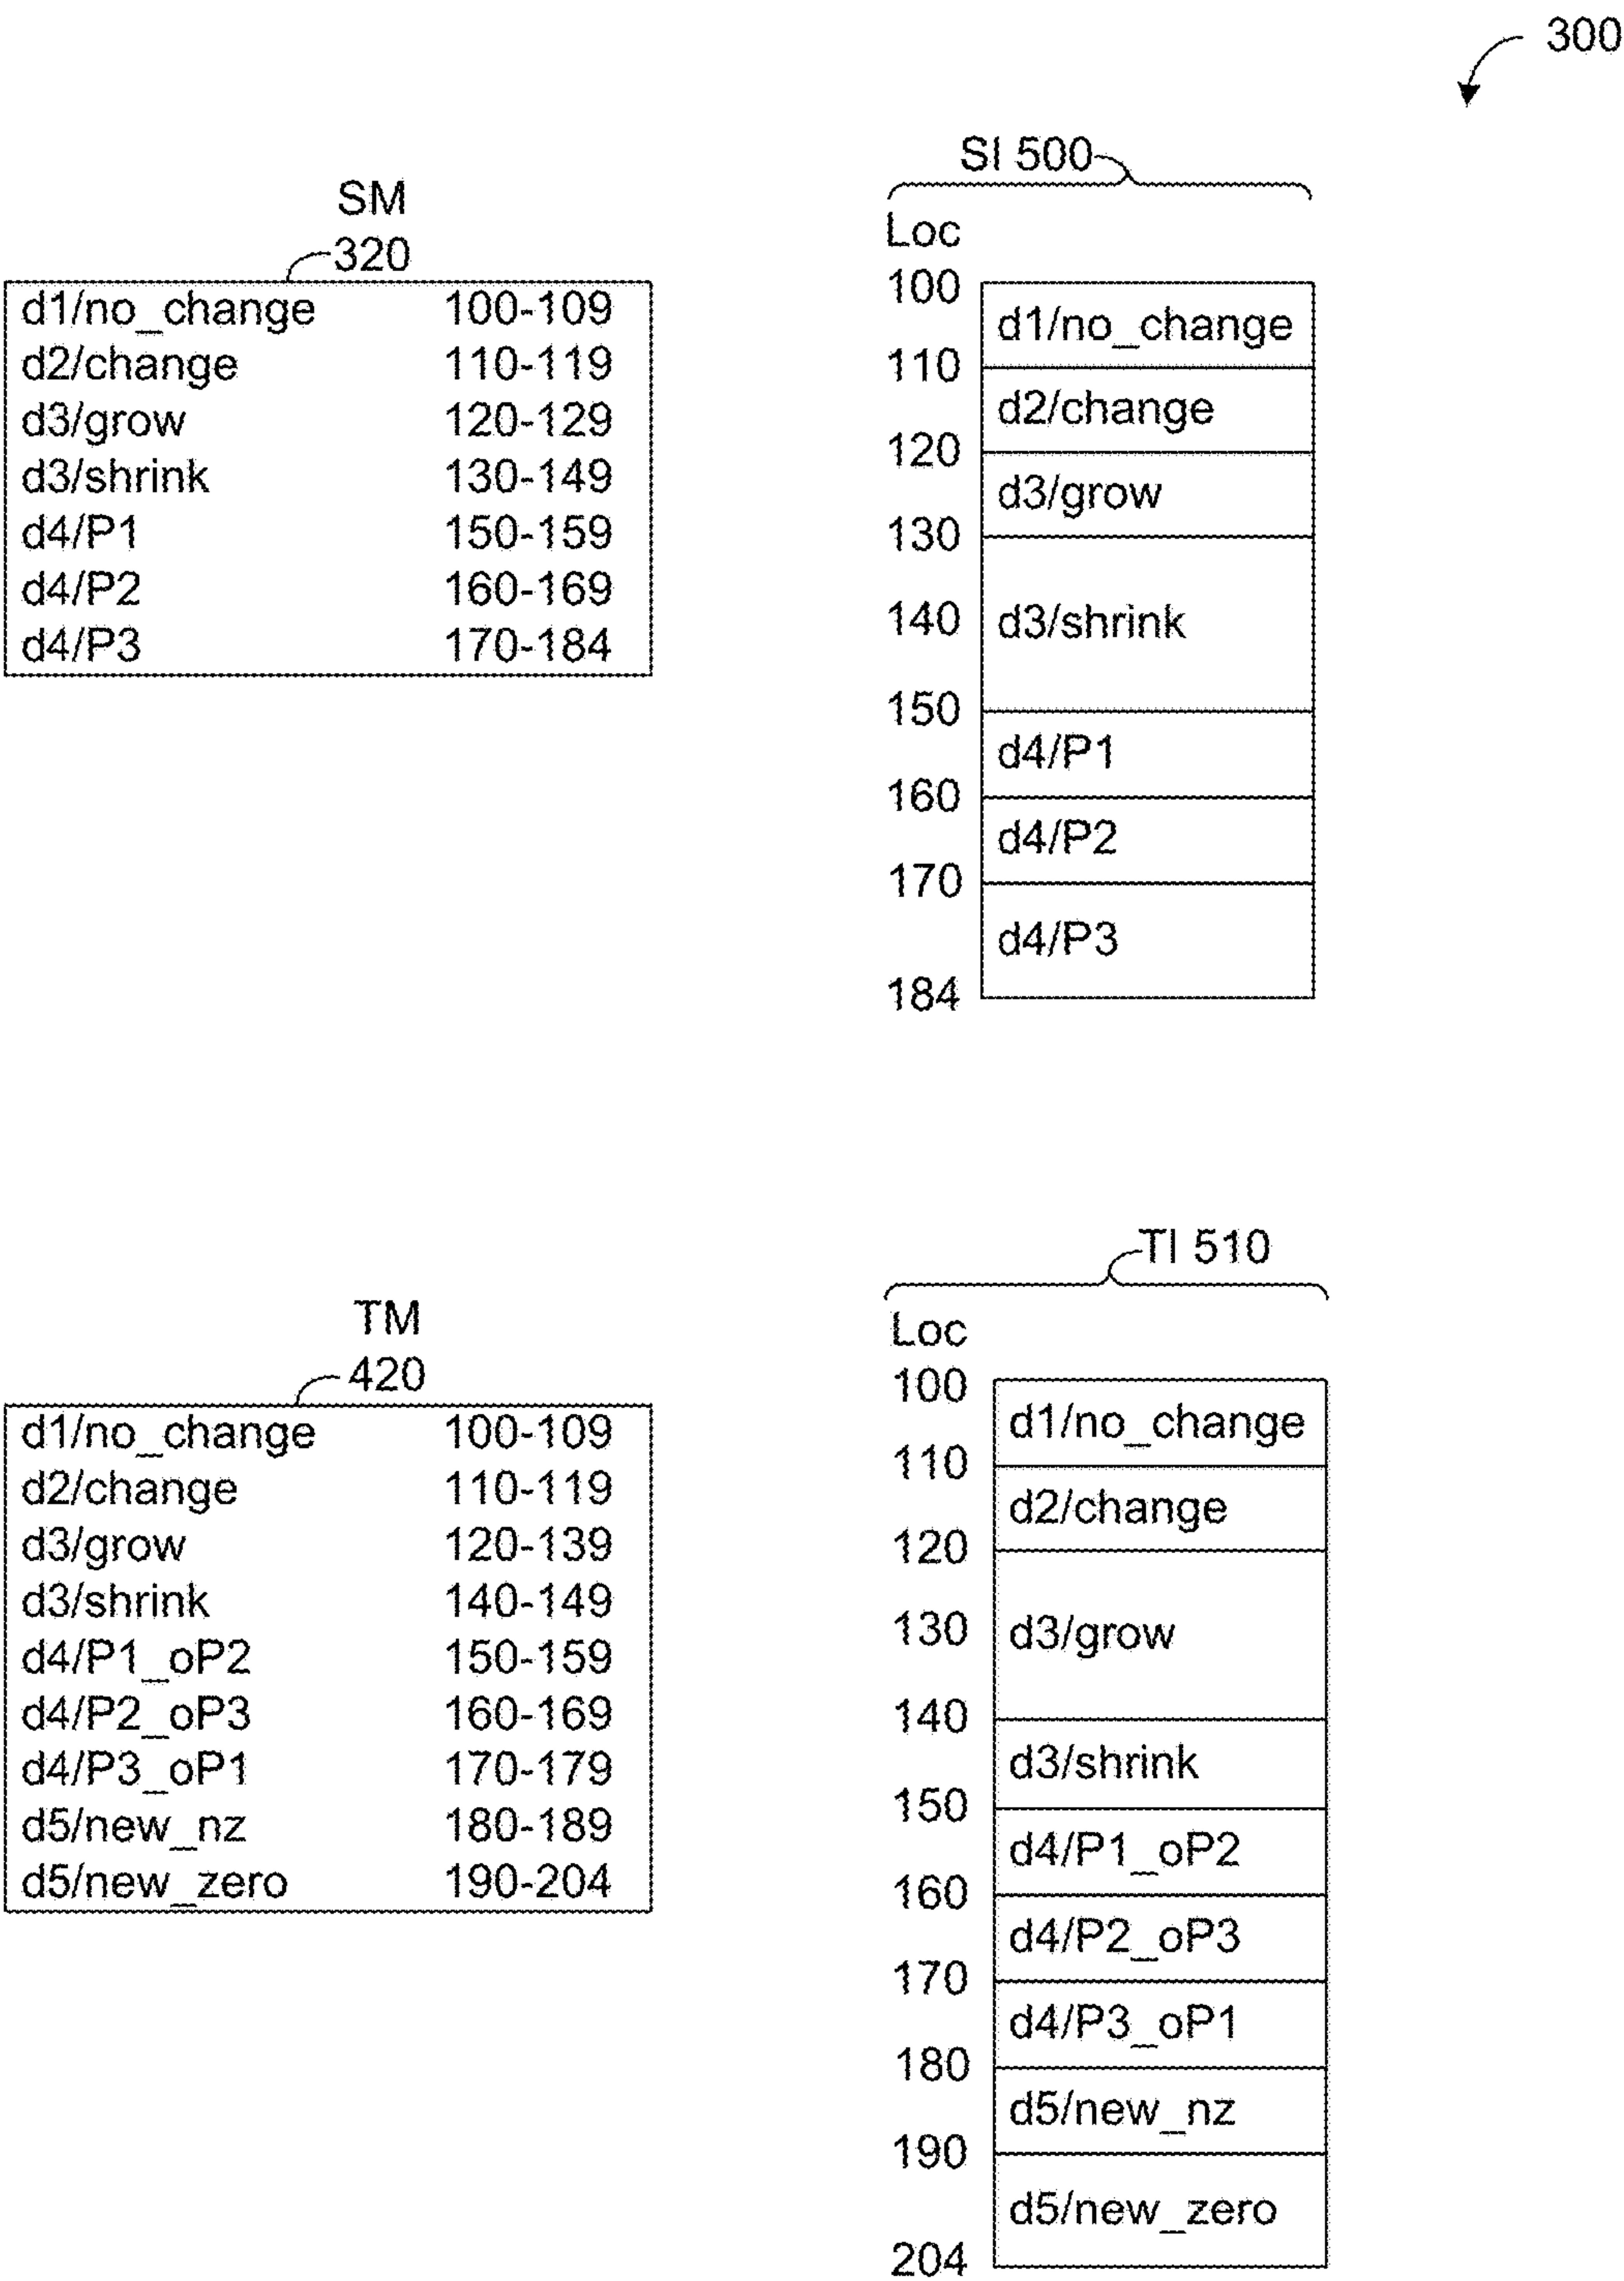 300
SM
320
d1/no_change 100-109
d2/change 110-119
d3/grow 120-129
d3/shrink 130-149
d4/P1 150-159
d4/P2 160-169
d4/P3 170-184
SI 500
Loc
100
d1/no_change
110
d2/change
120
d3/grow
130
140 d3/shrink
150
d4/P1
160
d4/P2
170
d4/P3
184
TM
420
d1/no_change 100-109
d2/change 110-119
d3/grow 120-139
d3/shrink 140-149
d4/P1_oP2 150-159
d4/P2_oP3 160-169
d4/P3_oP1 170-179
d5/new_nz 180-189
d5/new_zero 190-204
TI 510
Loc
100
d1/no_change
110
d2/change
120
130 d3/grow
140
d3/shrink
150
d4/P1_oP2
160
d4/P2_oP3
170
d4/P3_oP1
180
d5/new_nz
190
d5/new_zero
204